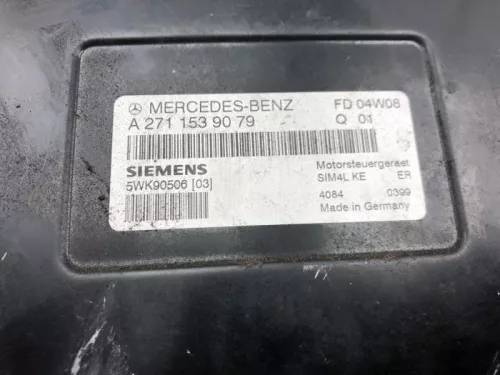 MERCEDES-BENZ FD 04W08
A 271 153 90 79 Q 01
SIEMENS Motorsteuergeraet
5WK90506 [03] SIM4L KE ER
4084 0399
Made in Germany